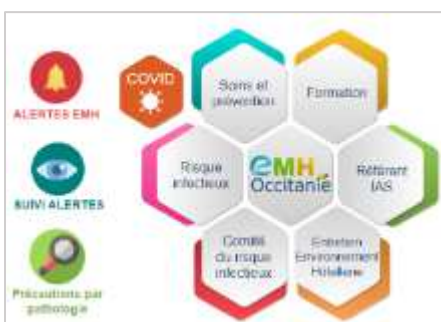 COVID
Soins et
prévention
Formation
ALERTES EMH
Risque
infectieux
eMH
Occitanie
Référent
IAS
SUIVI ALERTES
Comité
du risque
infectieux
Entretien
Environnement
Hôtellerie
Précautions par
pathologie